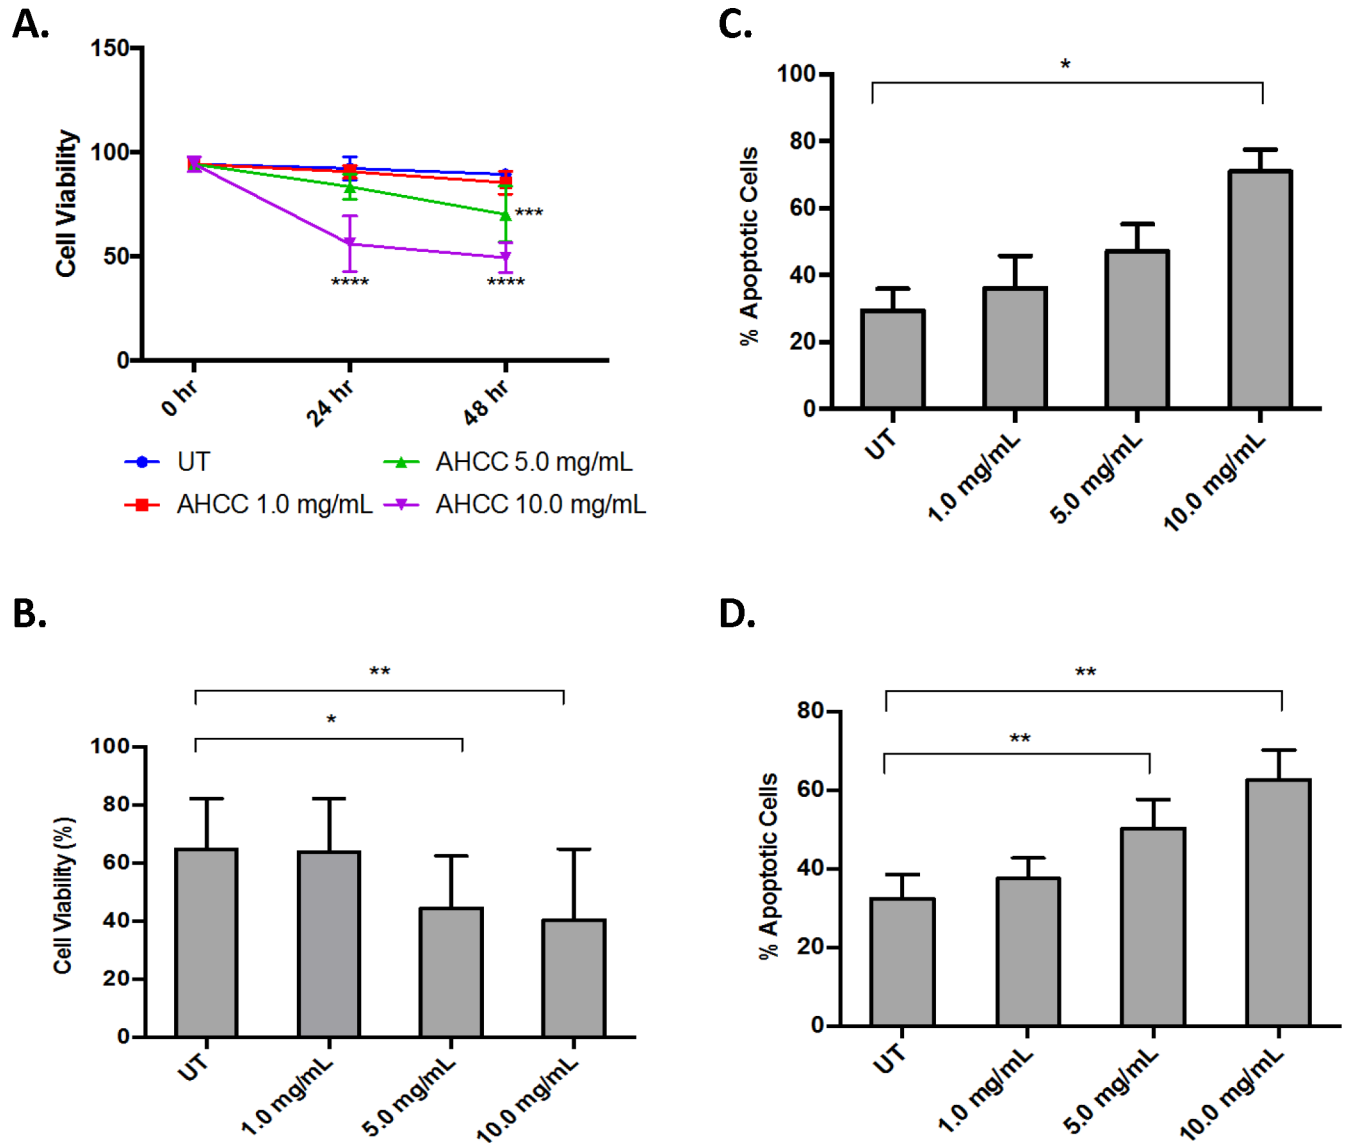 A.
150
100
50
0
Cell Viability
***
****
****
0 hr
24 hr
48 hr
UT
AHCC 5.0 mg/mL
AHCC 1.0 mg/mL
AHCC 10.0 mg/mL
C.
*
100
80
60
40
20
0
% Apoptotic Cells
UT
1.0 mg/mL
5.0 mg/mL
10.0 mg/mL
B.
**
*
100
80
60
40
20
0
Cell Viability (%)
UT
1.0 mg/mL
5.0 mg/mL
10.0 mg/mL
D.
**
**
80
60
40
20
0
% Apoptotic Cells
UT
1.0 mg/mL
5.0 mg/mL
10.0 mg/mL